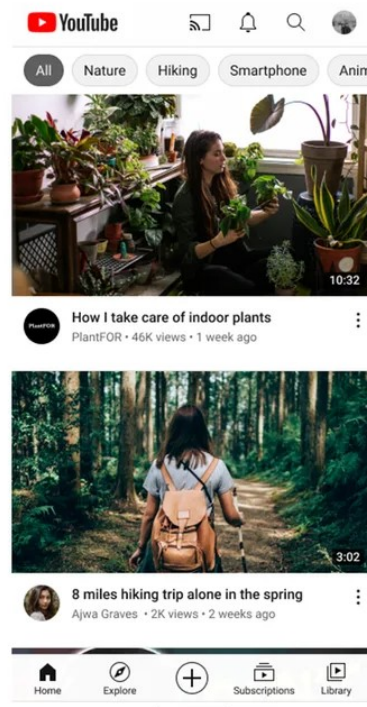 YouTube
All Nature Hiking Smartphone Anim
10:32
PlantFOR
How I take care of indoor plants
PlantFOR • 46K views • 1 week ago
3:02
8 miles hiking trip alone in the spring
Ajwa Graves • 2K views • 2 weeks ago
Home Explore Subscriptions Library